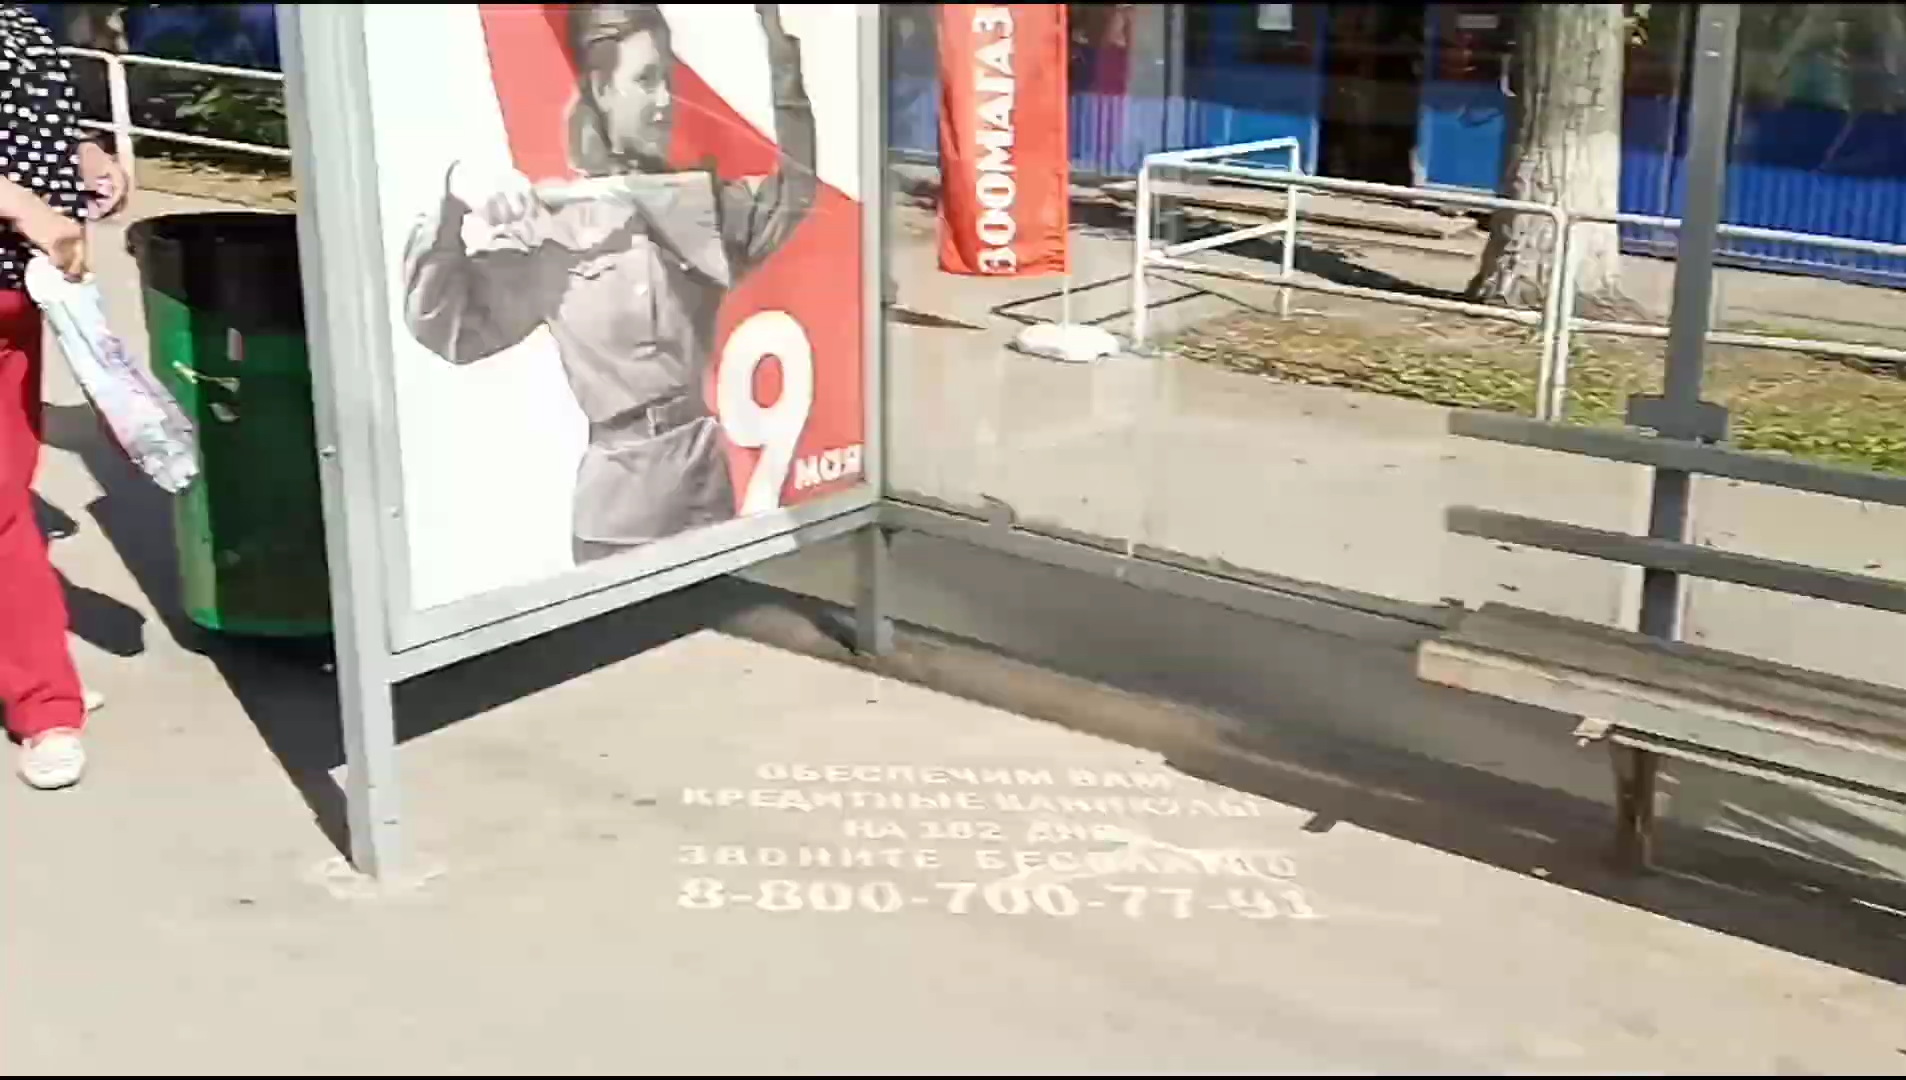 ЗООМАГАЗ
9
мая
ОБЕСПЕЧИМ ВАМ
КРЕДИТНЫЕ КАНИКУЛЫ
НА 182 ДНЯ
ЗВОНИТЕ БЕСПЛАТНО
8-800-700-77-91